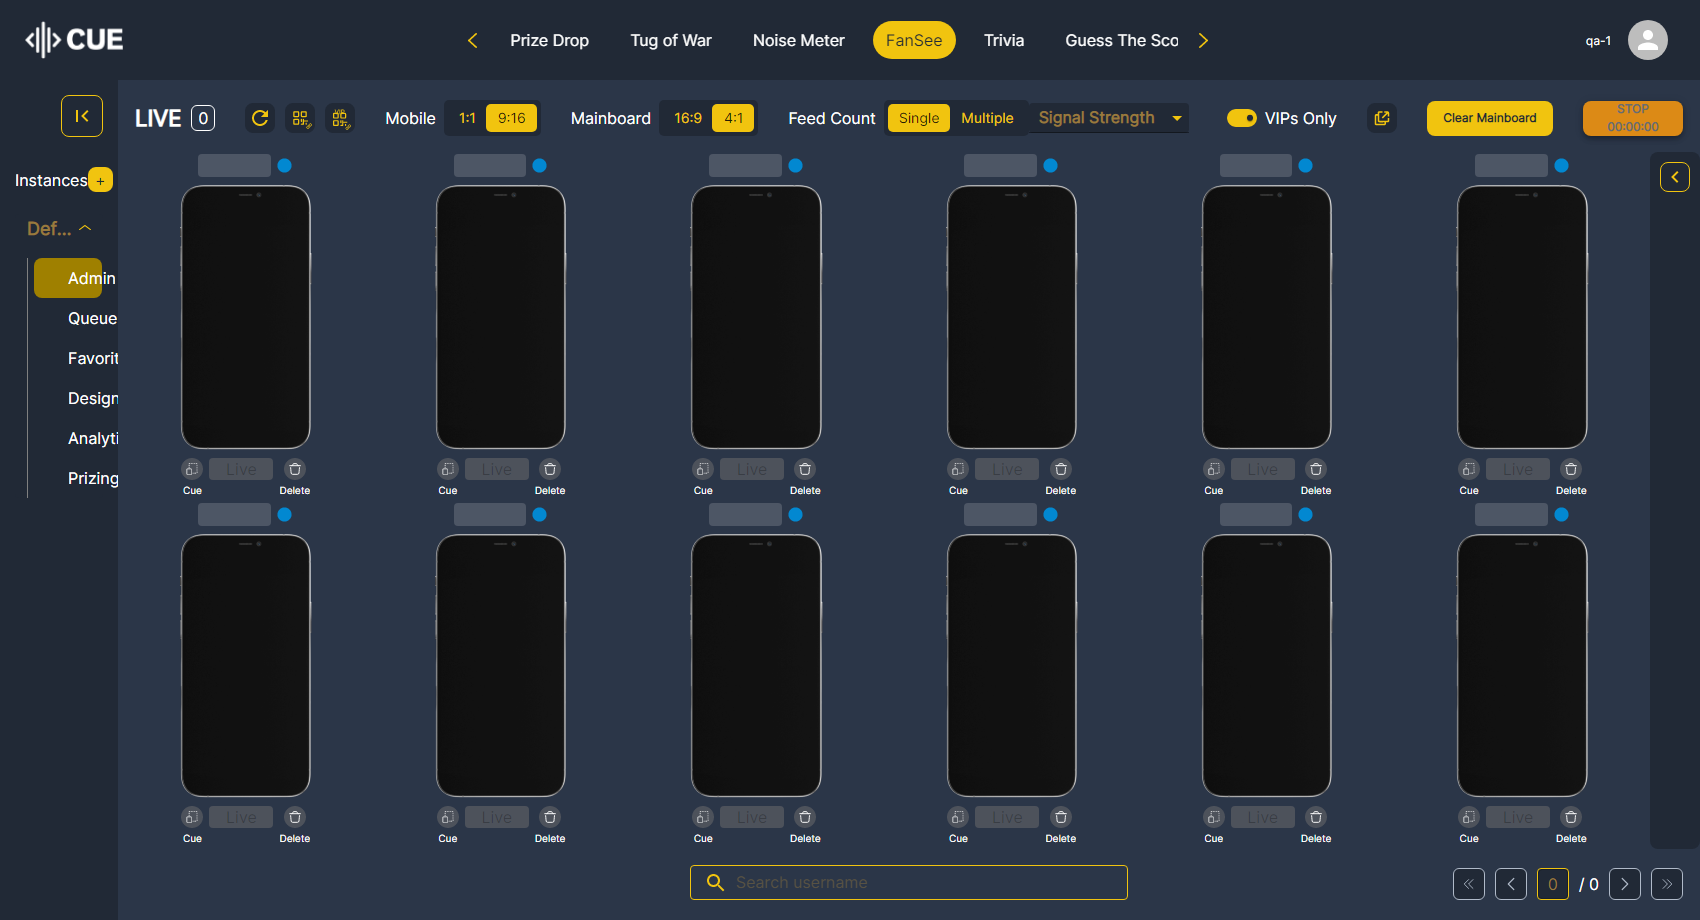 CUE
Prize Drop Tug of War Noise Meter FanSee Trivia Guess The Sco
qa-1
LIVE 0 Mobile 1:1 9:16 Mainboard 16:9 4:1 Feed Count Single Multiple Signal Strength VIPs Only Clear Mainboard STOP
00:00:00
Instances +
Def...
Admin
Queue
Favorit
Design
Analyti
Prizing
Live Live Live Live Live Live
Cue Delete Cue Delete Cue Delete Cue Delete Cue Delete Cue Delete
Live Live Live Live Live Live
Cue Delete Cue Delete Cue Delete Cue Delete Cue Delete Cue Delete
Search username
0 / 0